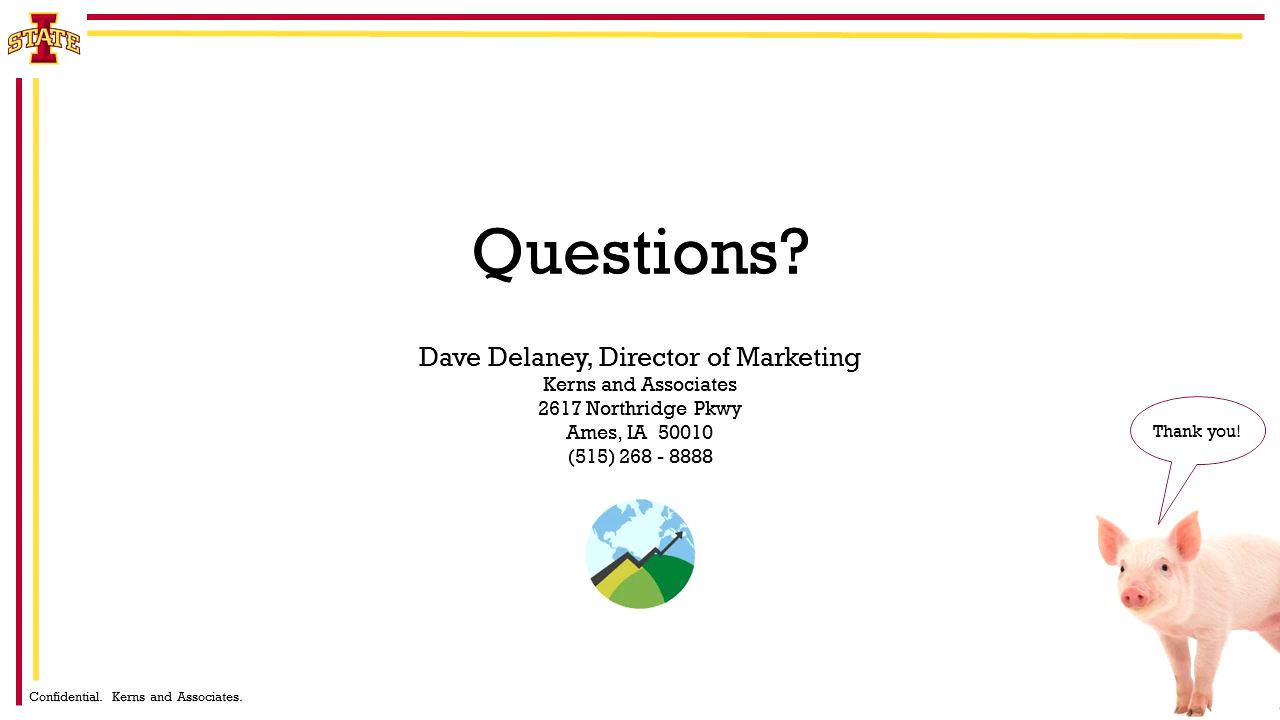 STATE
Questions?
Dave Delaney, Director of Marketing
Kerns and Associates
2617 Northridge Pkwy
Ames, IA  50010
(515) 268 - 8888
Thank you!
Confidential.  Kerns and Associates.